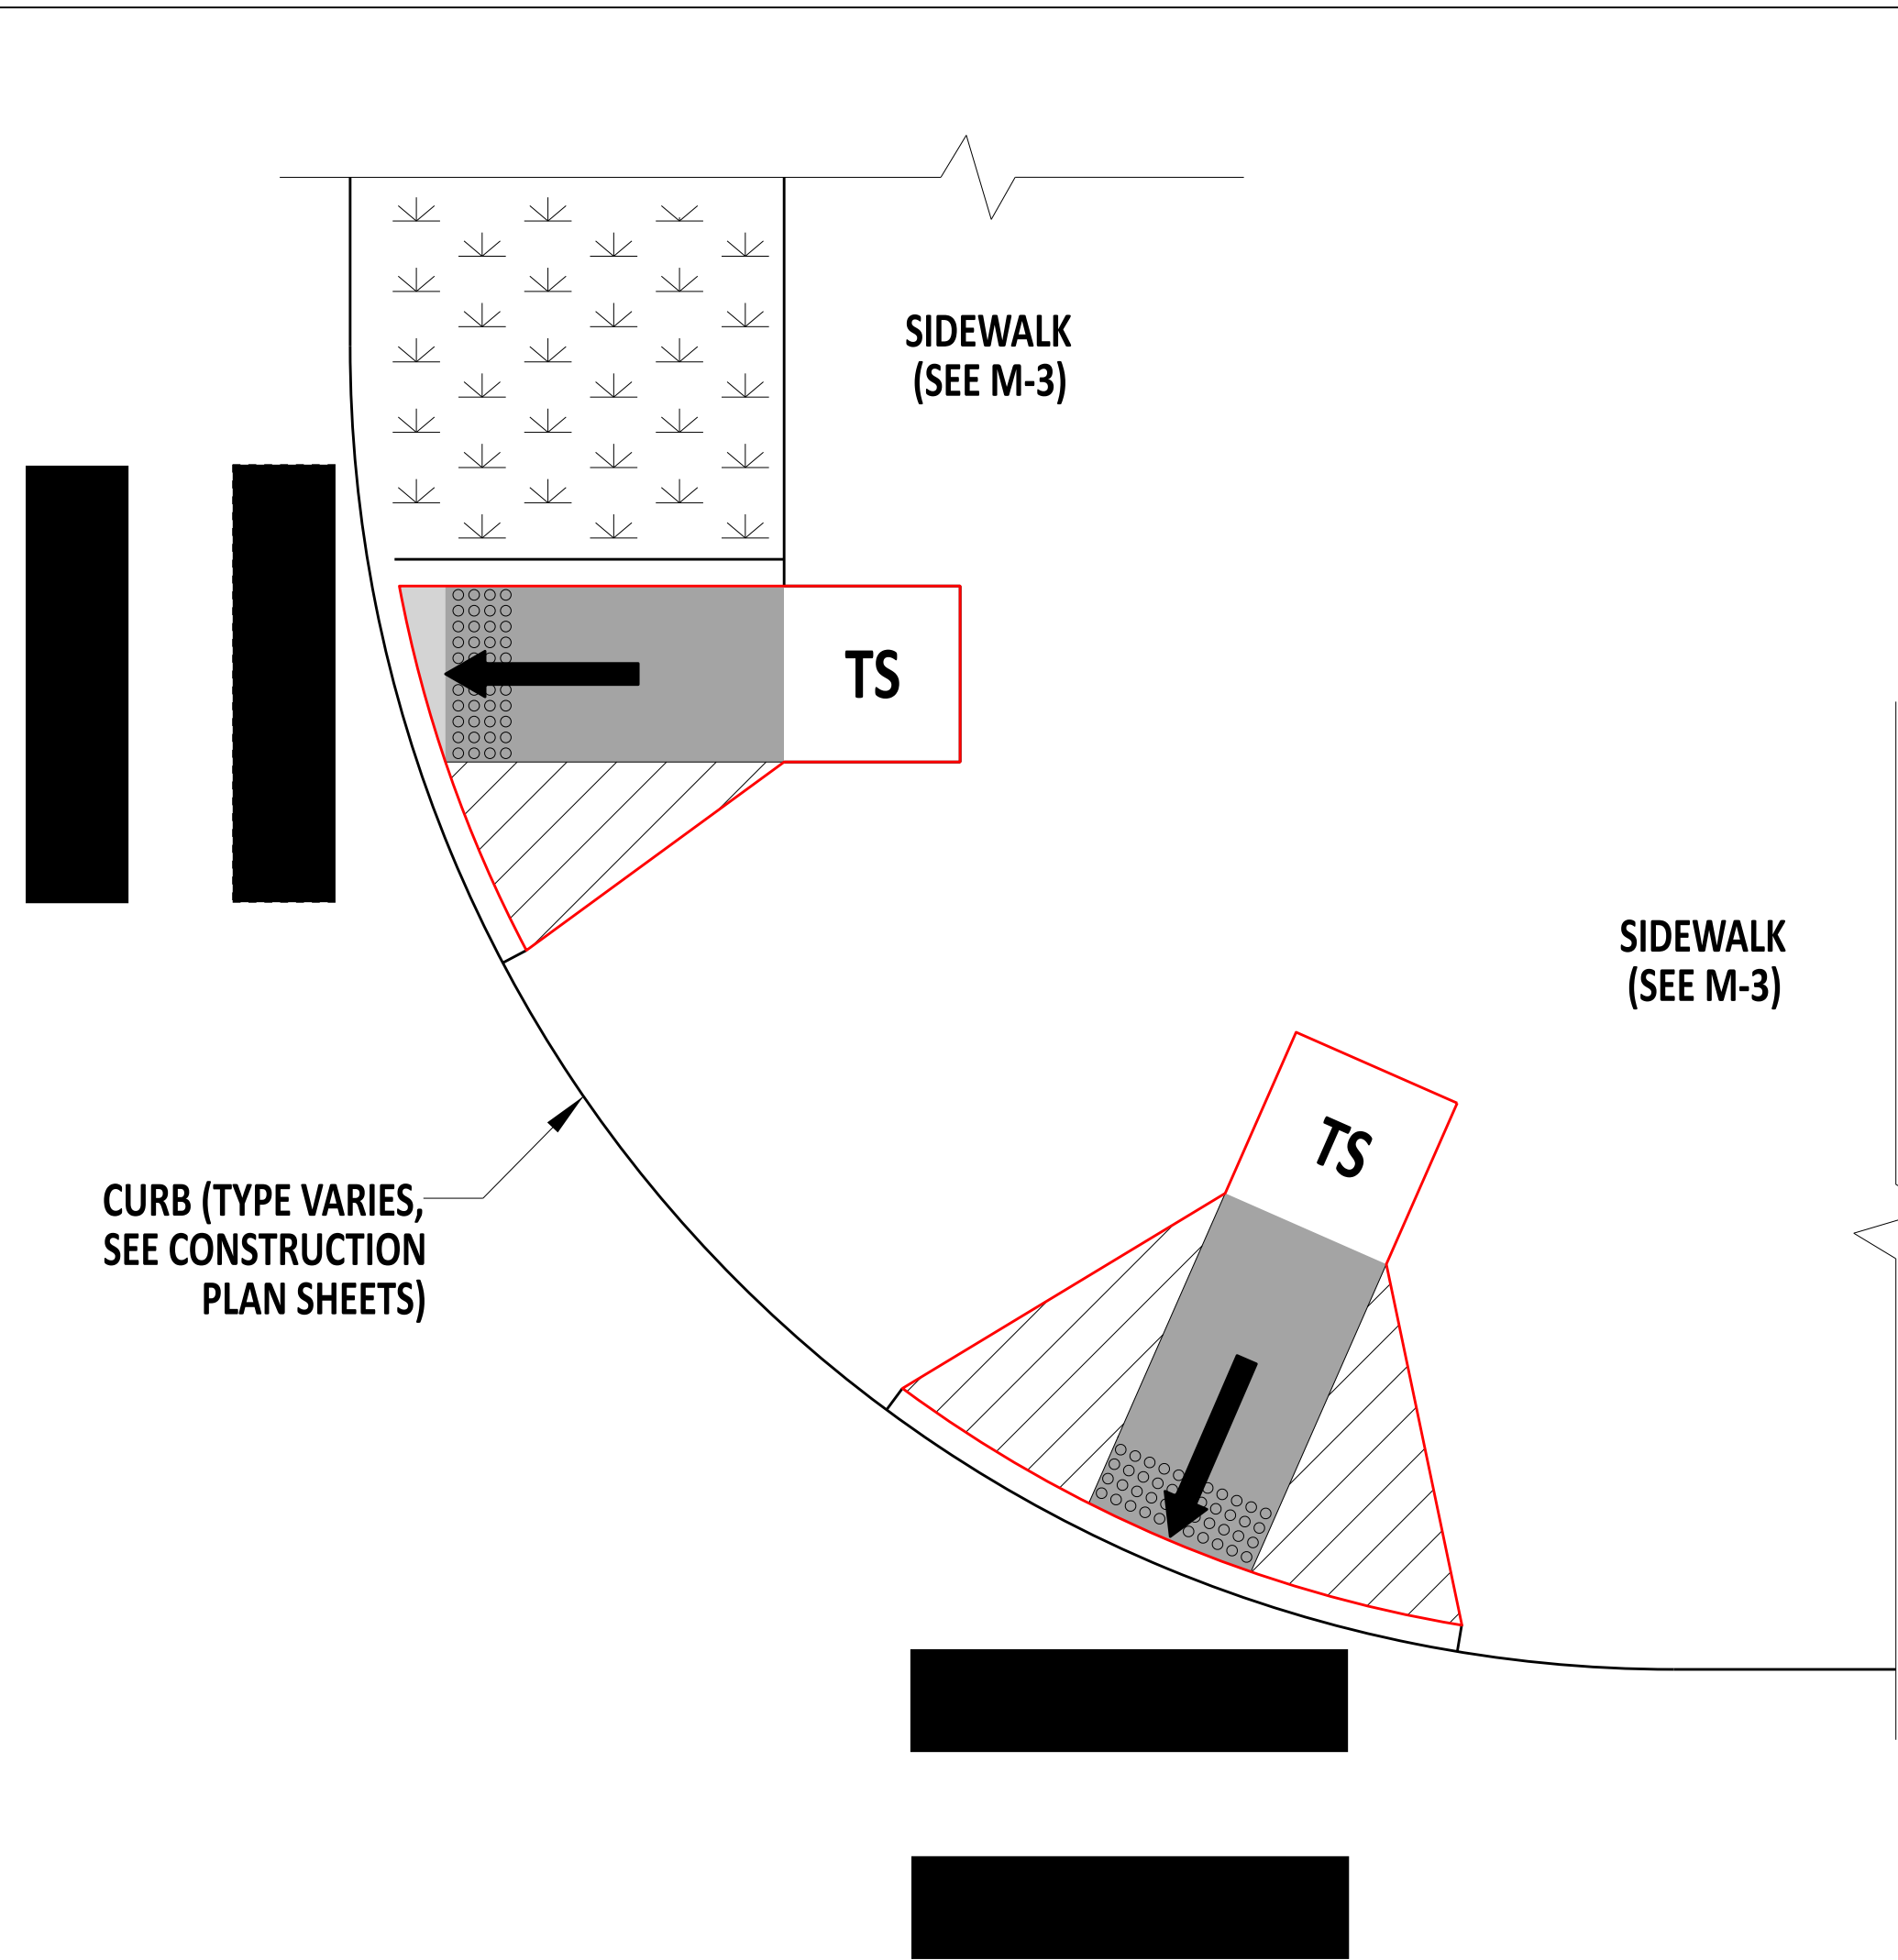 SIDEWALK
(SEE M-3)
TS
SIDEWALK
(SEE M-3)
TS
CURB (TYPE VARIES,
SEE CONSTRUCTION
PLAN SHEETS)